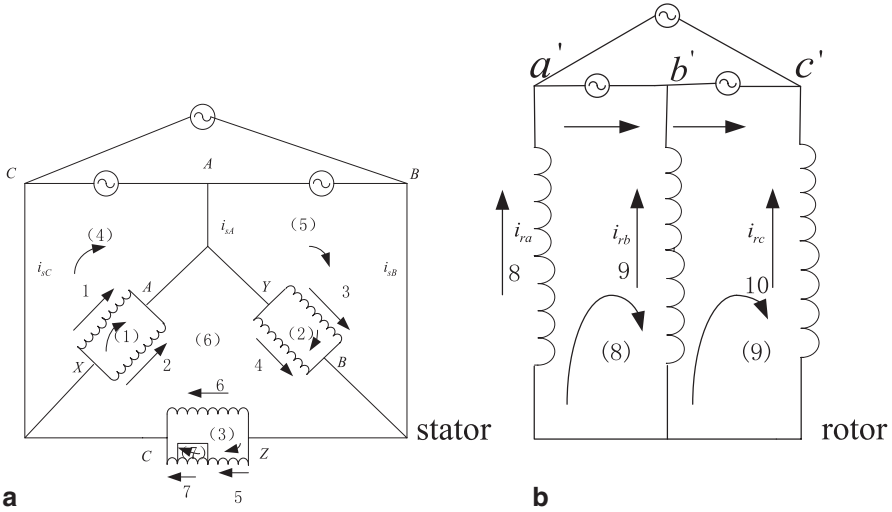 a' b' c'
C A B
i_sA
(4) (5)
i_sC i_sB
i_ra i_rb i_rc
8 9 10
1 A Y 3
(1) (6) (2)
X 2 4 B
(8) (9)
6
(3)
C Z
7 5
stator rotor
a b